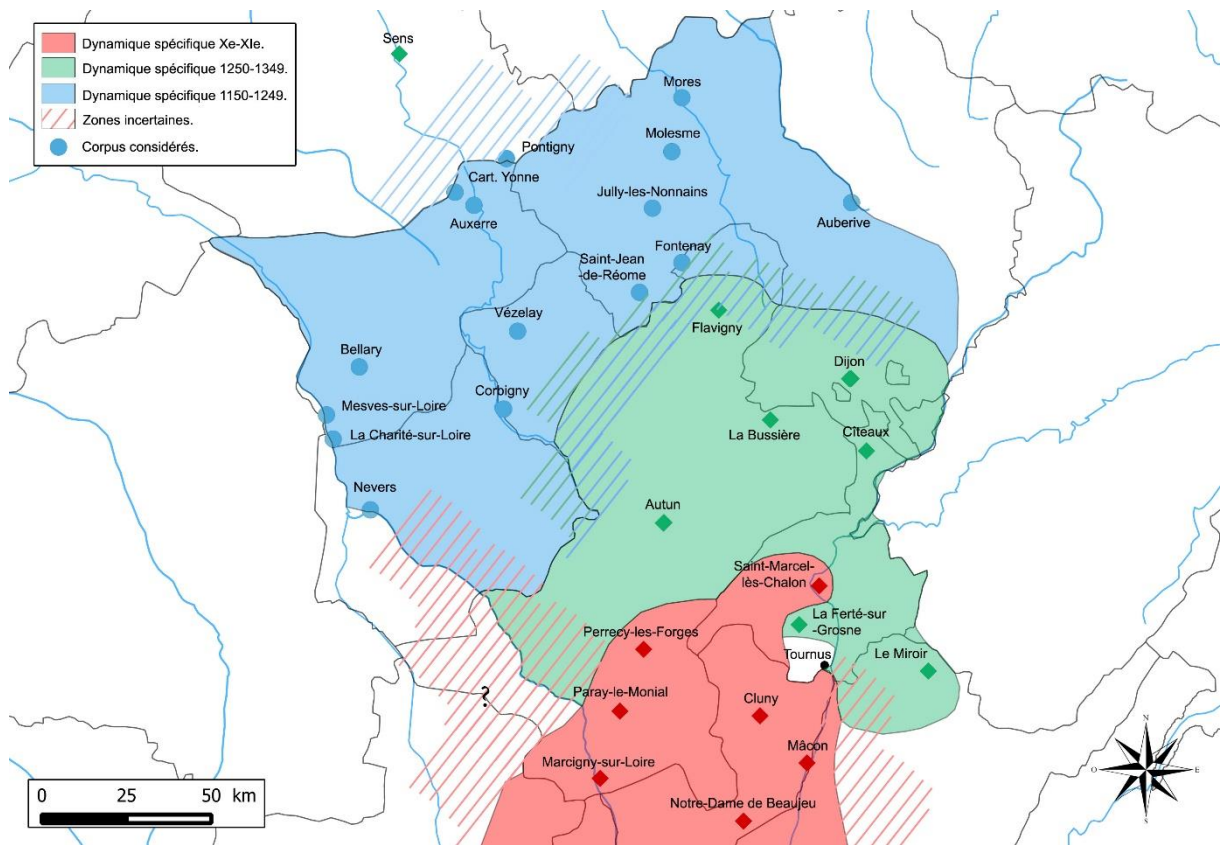 Dynamique spécifique Xe-XIe.
Dynamique spécifique 1250-1349.
Dynamique spécifique 1150-1249.
Zones incertaines.
Corpus considérés.
Sens
Mores
Molesme
Pontigny
Cart. Yonne
Auxerre
Jully-les-Nonnains
Auberive
Fontenay
Saint-Jean
-de-Réome
Vézelay
Flavigny
Bellary
Dijon
Mesves-sur-Loire
Corbigny
La Charité-sur-Loire
La Bussière
Cîteaux
Nevers
Autun
Saint-Marcel-
lès-Chalon
La Ferté-sur
-Grosne
Perrecy-les-Forges
Tournus
Le Miroir
?
Paray-le-Monial
Cluny
Mâcon
Marcigny-sur-Loire
Notre-Dame de Beaujeu
0 25 50 km
N
O E
S